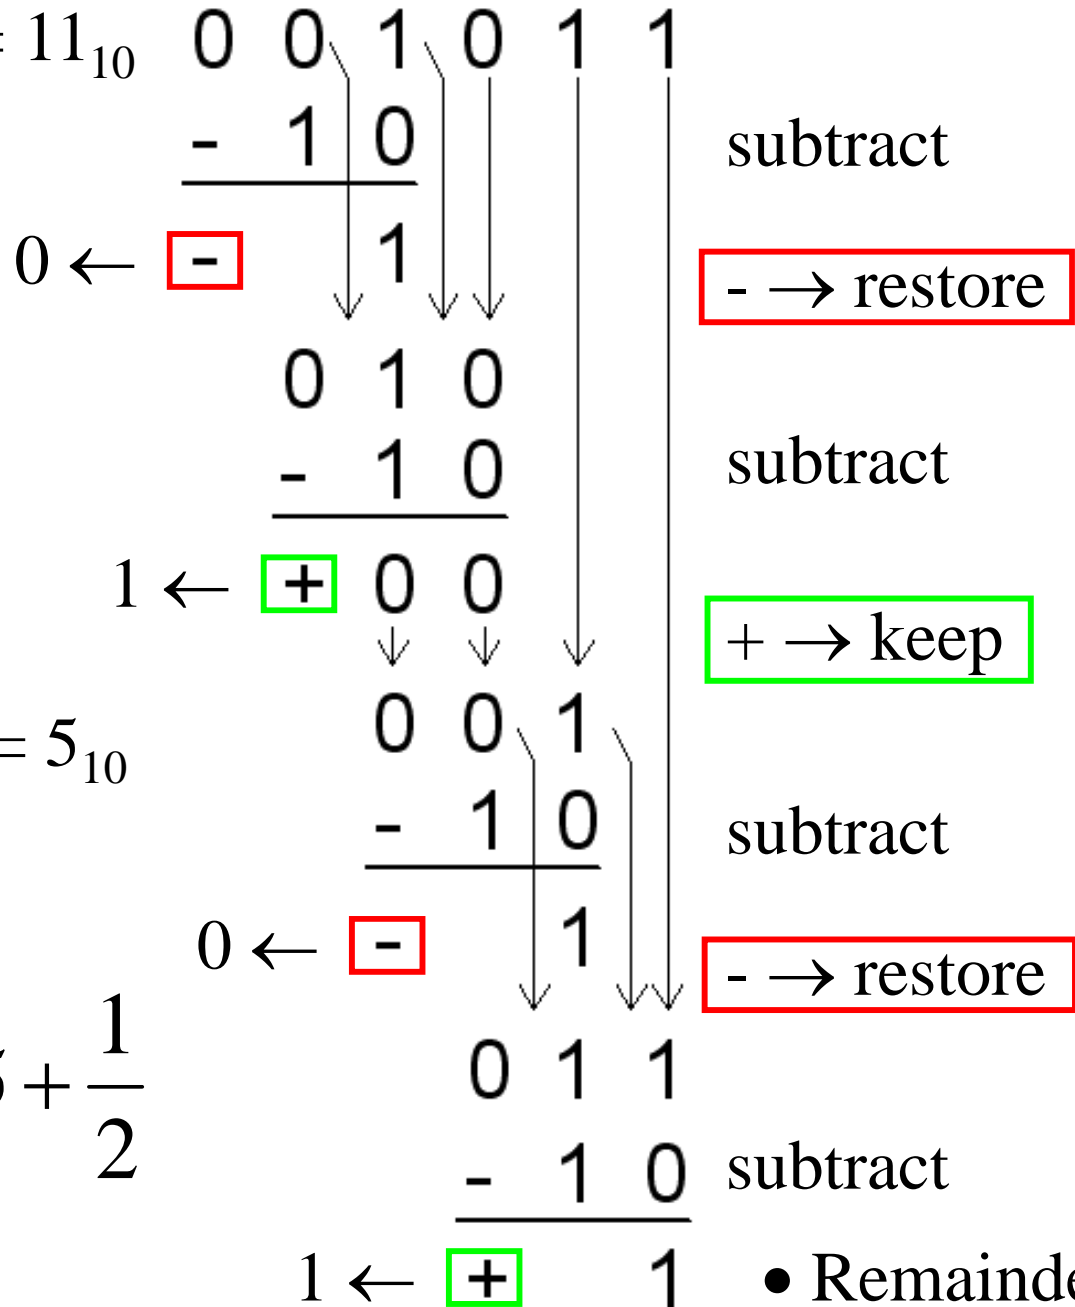 = 11₁₀ 0 0 1 0 1 1
- 1 0 subtract
0 ← - 1 - → restore
0 1 0
- 1 0 subtract
1 ← + 0 0 + → keep
0 0 1
= 5₁₀
- 1 0 subtract
0 ← - 1 - → restore
+ 1/2
0 1 1
- 1 0 subtract
1 ← + 1 •